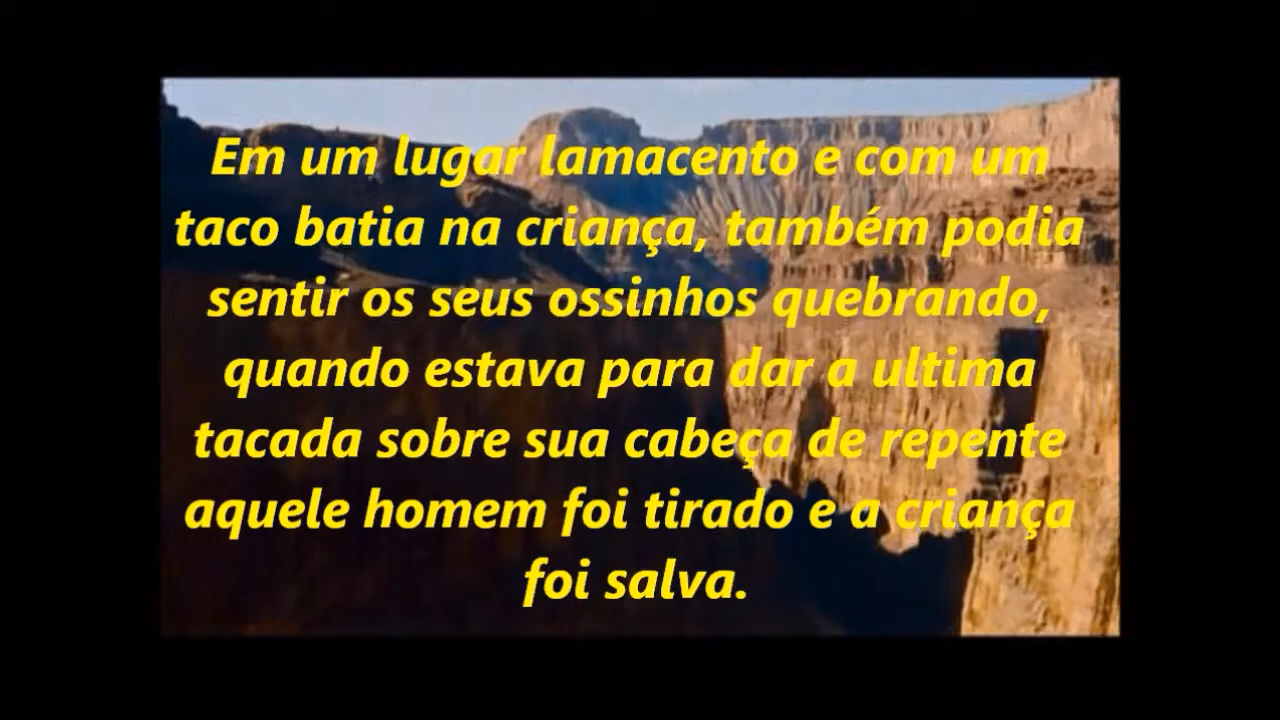 Em um lugar lamacento e com um
taco batia na criança, também podia
sentir os seus ossinhos quebrando,
quando estava para dar a ultima
tacada sobre sua cabeça de repente
aquele homem foi tirado e a criança
foi salva.